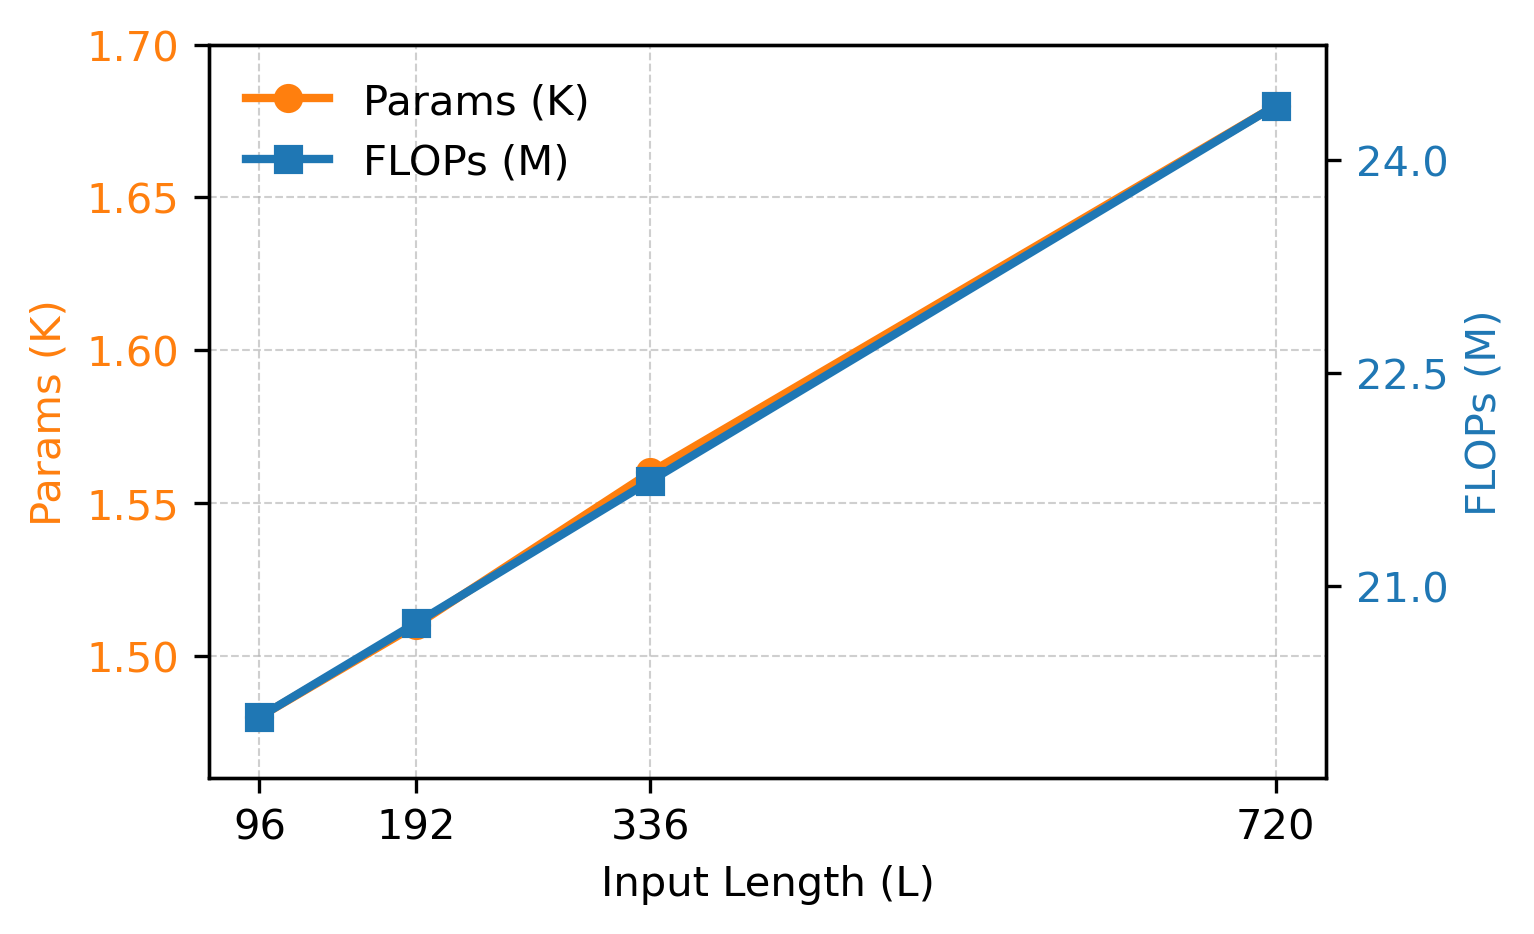 1.70
1.65
1.60
1.55
1.50
Params (K)
Params (K)
FLOPs (M)
24.0
22.5
21.0
FLOPs (M)
96 192 336 720
Input Length (L)